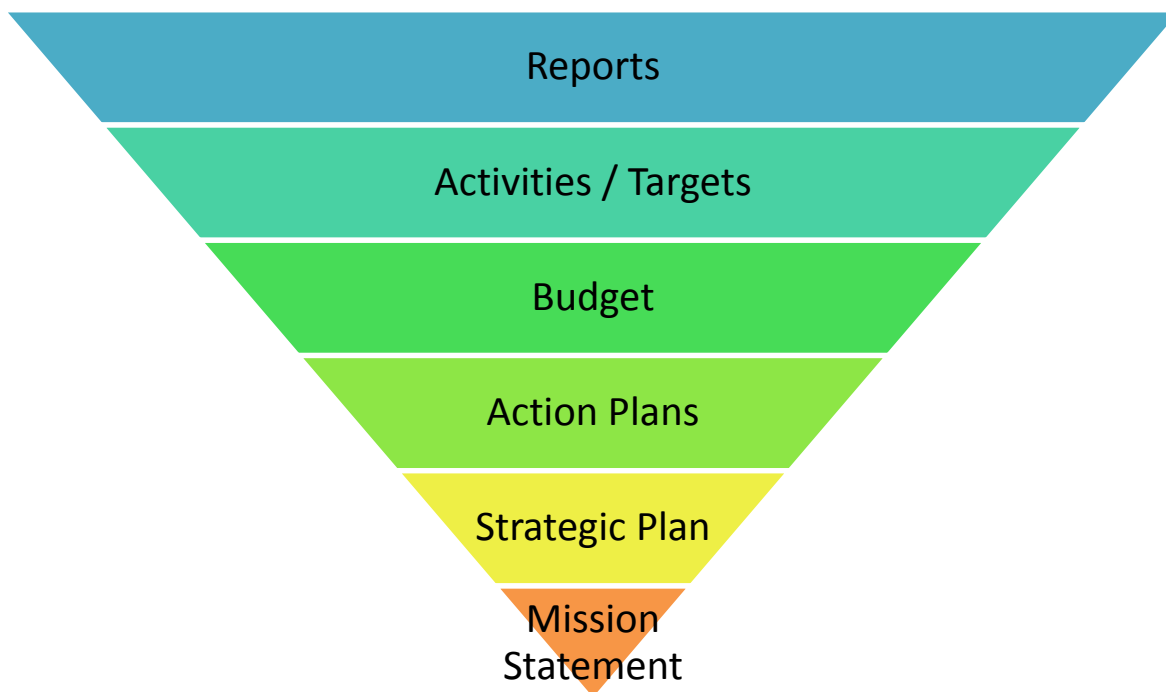 Reports
Activities / Targets
Budget
Action Plans
Strategic Plan
Mission
Statement